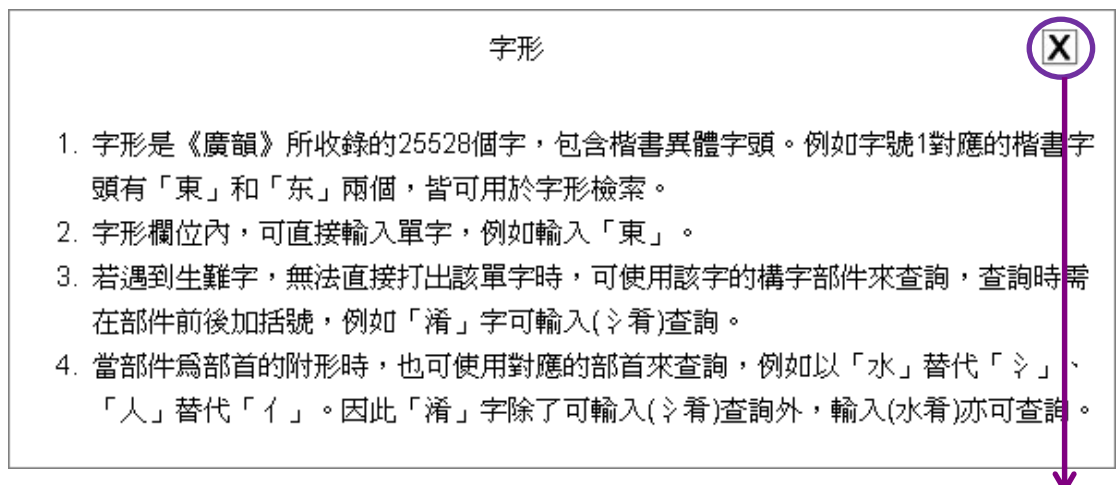 字形
X
1. 字形是《廣韻》所收錄的25528個字，包含楷書異體字頭。例如字號1對應的楷書字
頭有「東」和「东」兩個，皆可用於字形檢索。
2. 字形欄位內，可直接輸入單字，例如輸入「東」。
3. 若遇到生難字，無法直接打出該單字時，可使用該字的構字部件來查詢，查詢時需
在部件前後加括號，例如「淆」字可輸入(氵肴)查詢。
4. 當部件為部首的附形時，也可使用對應的部首來查詢，例如以「水」替代「氵」、
「人」替代「亻」。因此「淆」字除了可輸入(氵肴)查詢外，輸入(水肴)亦可查詢。